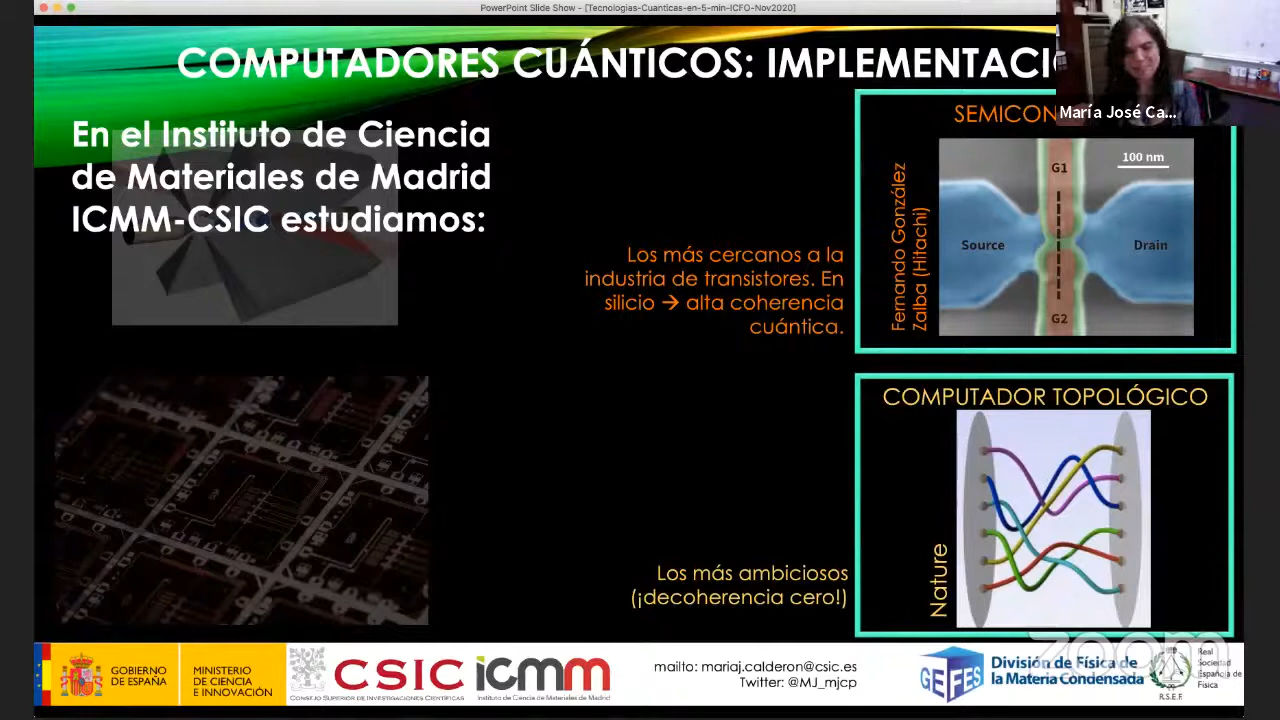 PowerPoint Slide Show - [Tecnologias-Cuanticas-en-5-min-ICFO-Nov2020]
COMPUTADORES CUÁNTICOS: IMPLEMENTACI
María José Ca...
En el Instituto de Ciencia
de Materiales de Madrid
ICMM-CSIC estudiamos:
Los más cercanos a la
industria de transistores. En
silicio → alta coherencia
cuántica.
SEMICON
Fernando González
Zalba (Hitachi)
100 nm
G1
Source
Drain
G2
COMPUTADOR TOPOLÓGICO
Nature
Los más ambiciosos
(¡decoherencia cero!)
GOBIERNO
DE ESPAÑA
MINISTERIO
DE CIENCIA
E INNOVACIÓN
CSIC
CONSEJO SUPERIOR DE INVESTIGACIONES CIENTÍFICAS
icmm
Instituto de Ciencia de Materiales de Madrid
mailto: mariaj.calderon@csic.es
Twitter: @MJ_mjcp
GEFES
División de Física de
la Materia Condensada
R.S.E.F.
Real
Sociedad
Española de
Física
zoom